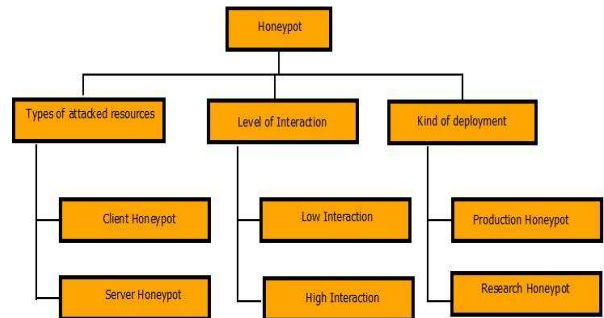 Honeypot
Types of attacked resources
Level of Interaction
Kind of deployment
Client Honeypot
Low Interaction
Production Honeypot
Server Honeypot
High Interaction
Research Honeypot